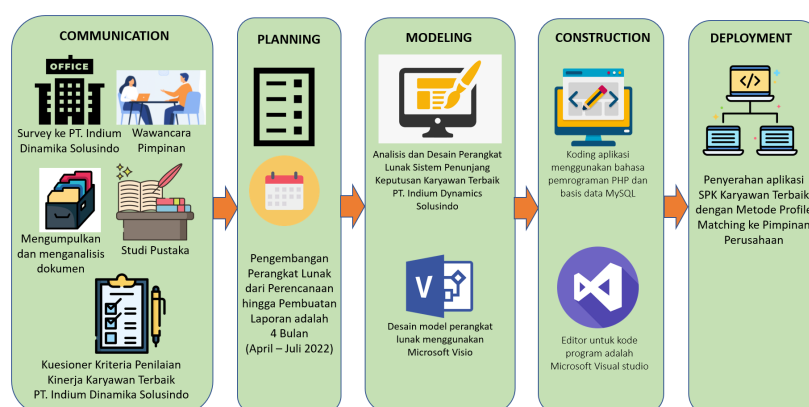 COMMUNICATION
OFFICE
Survey ke PT. Indium
Dinamika Solusindo
Wawancara
Pimpinan
Mengumpulkan
dan menganalisis
dokumen
Studi Pustaka
Kuesioner Kriteria Penilaian
Kinerja Karyawan Terbaik
PT. Indium Dinamika Solusindo
PLANNING
Pengembangan
Perangkat Lunak
dari Perencanaan
hingga Pembuatan
Laporan adalah
4 Bulan
(April – Juli 2022)
MODELING
Analisis dan Desain Perangkat
Lunak Sistem Penunjang
Keputusan Karyawan Terbaik
PT. Indium Dynamics
Solusindo
V
Desain model perangkat
lunak menggunakan
Microsoft Visio
CONSTRUCTION
Koding aplikasi
menggunakan bahasa
pemrograman PHP dan
basis data MySQL
Editor untuk kode
program adalah
Microsoft Visual studio
DEPLOYMENT
</>
Penyerahan aplikasi
SPK Karyawan Terbaik
dengan Metode Profile
Matching ke Pimpinan
Perusahaan